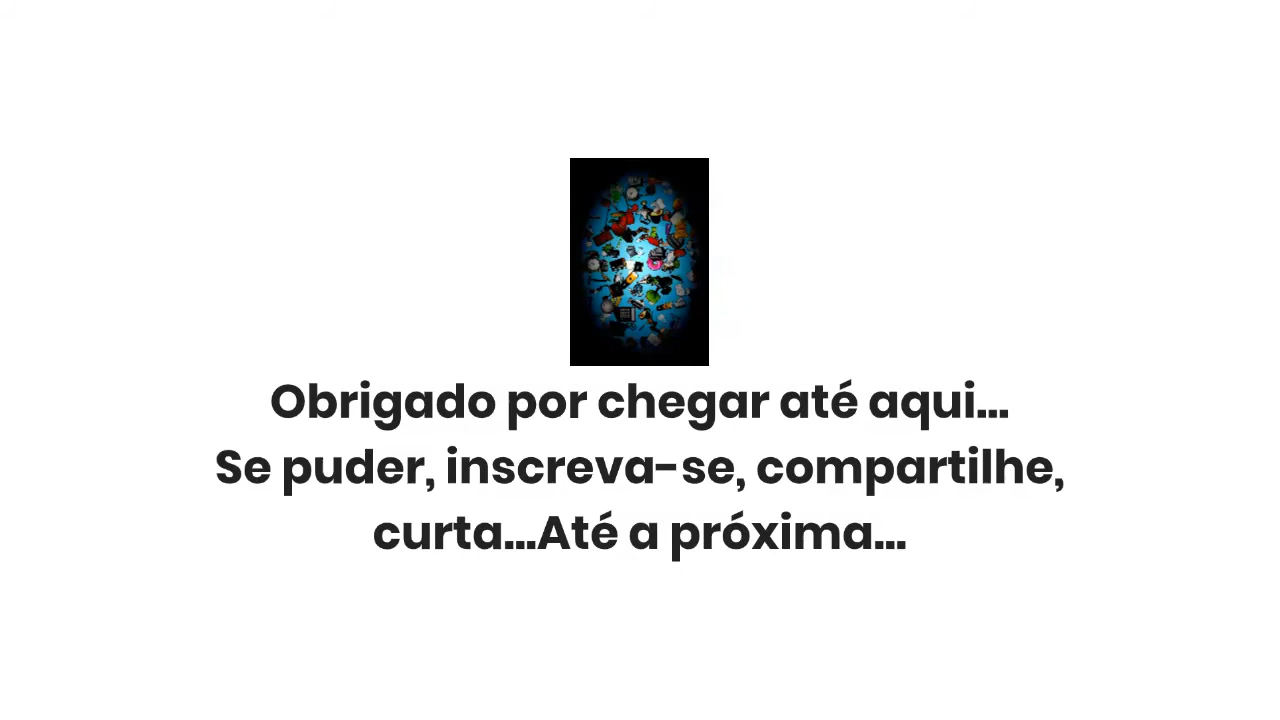 Obrigado por chegar até aqui...
Se puder, inscreva-se, compartilhe,
curta...Até a próxima...